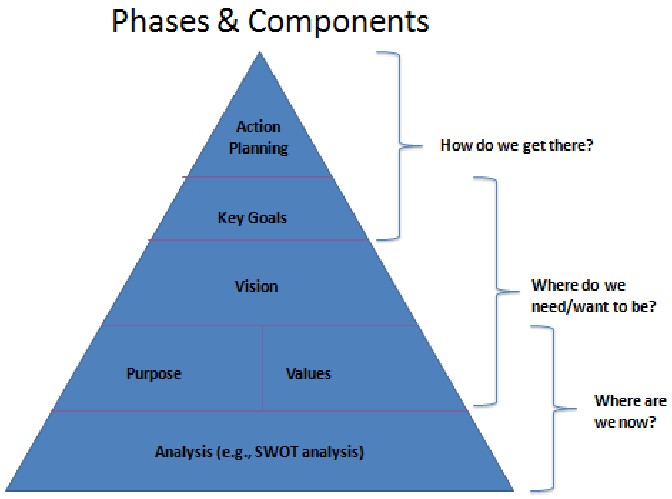 Phases & Components
Action
Planning
How do we get there?
Key Goals
Vision
Where do we
need/want to be?
Purpose
Values
Where are
we now?
Analysis (e.g., SWOT analysis)